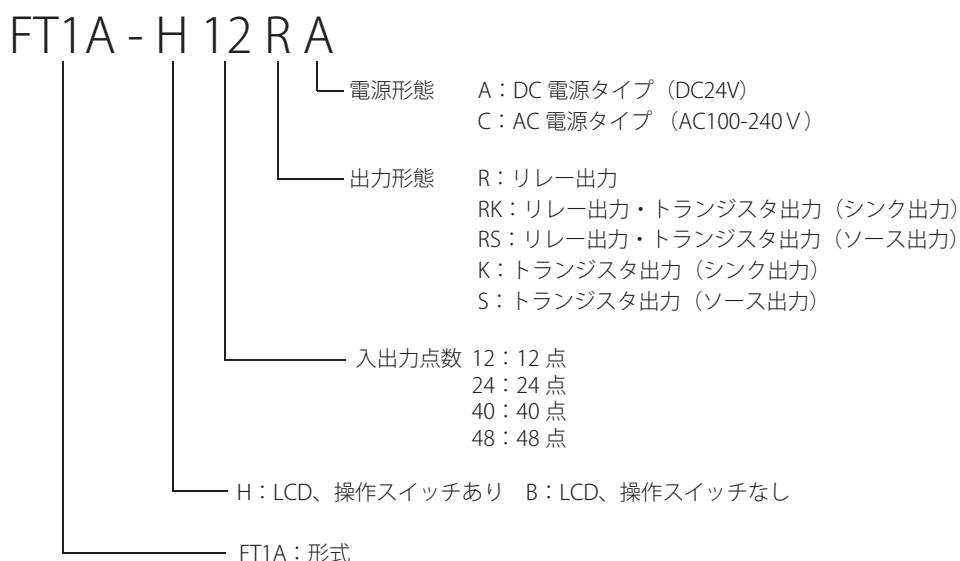 FT1A - H 12 R A
電源形態 A：DC 電源タイプ（DC24V）
C：AC 電源タイプ （AC100-240Ｖ）
出力形態 R：リレー出力
RK：リレー出力・トランジスタ出力（シンク出力）
RS：リレー出力・トランジスタ出力（ソース出力）
K：トランジスタ出力（シンク出力）
S：トランジスタ出力（ソース出力）
入出力点数 12：12 点
24：24 点
40：40 点
48：48 点
H：LCD、操作スイッチあり B：LCD、操作スイッチなし
FT1A：形式